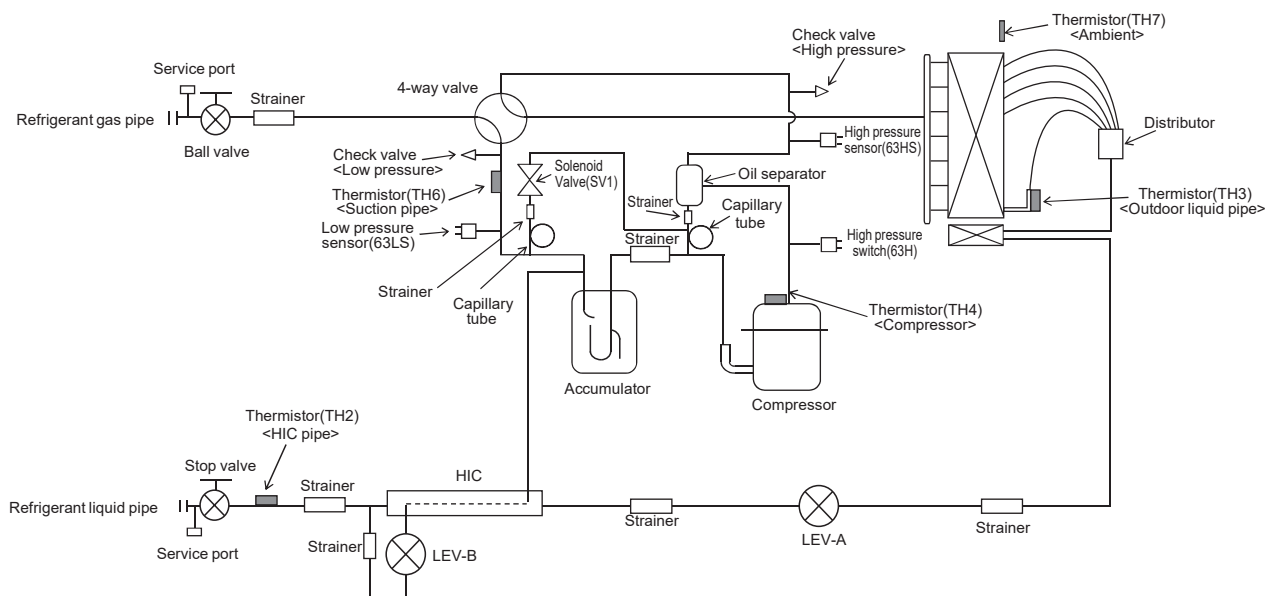 Thermistor(TH7)
<Ambient>
Check valve
<High pressure>
Service port
Strainer
4-way valve
Refrigerant gas pipe
Ball valve
Distributor
High pressure
sensor(63HS)
Check valve
<Low pressure>
Solenoid
Valve(SV1)
Oil separator
Thermistor(TH6)
<Suction pipe>
Strainer
Capillary
tube
Thermistor(TH3)
<Outdoor liquid pipe>
Low pressure
sensor(63LS)
Strainer
High pressure
switch(63H)
Strainer
Capillary
tube
Thermistor(TH4)
<Compressor>
Accumulator
Compressor
Thermistor(TH2)
<HIC pipe>
Stop valve
Strainer
HIC
Refrigerant liquid pipe
Strainer
Strainer
Service port
Strainer
LEV-B
LEV-A